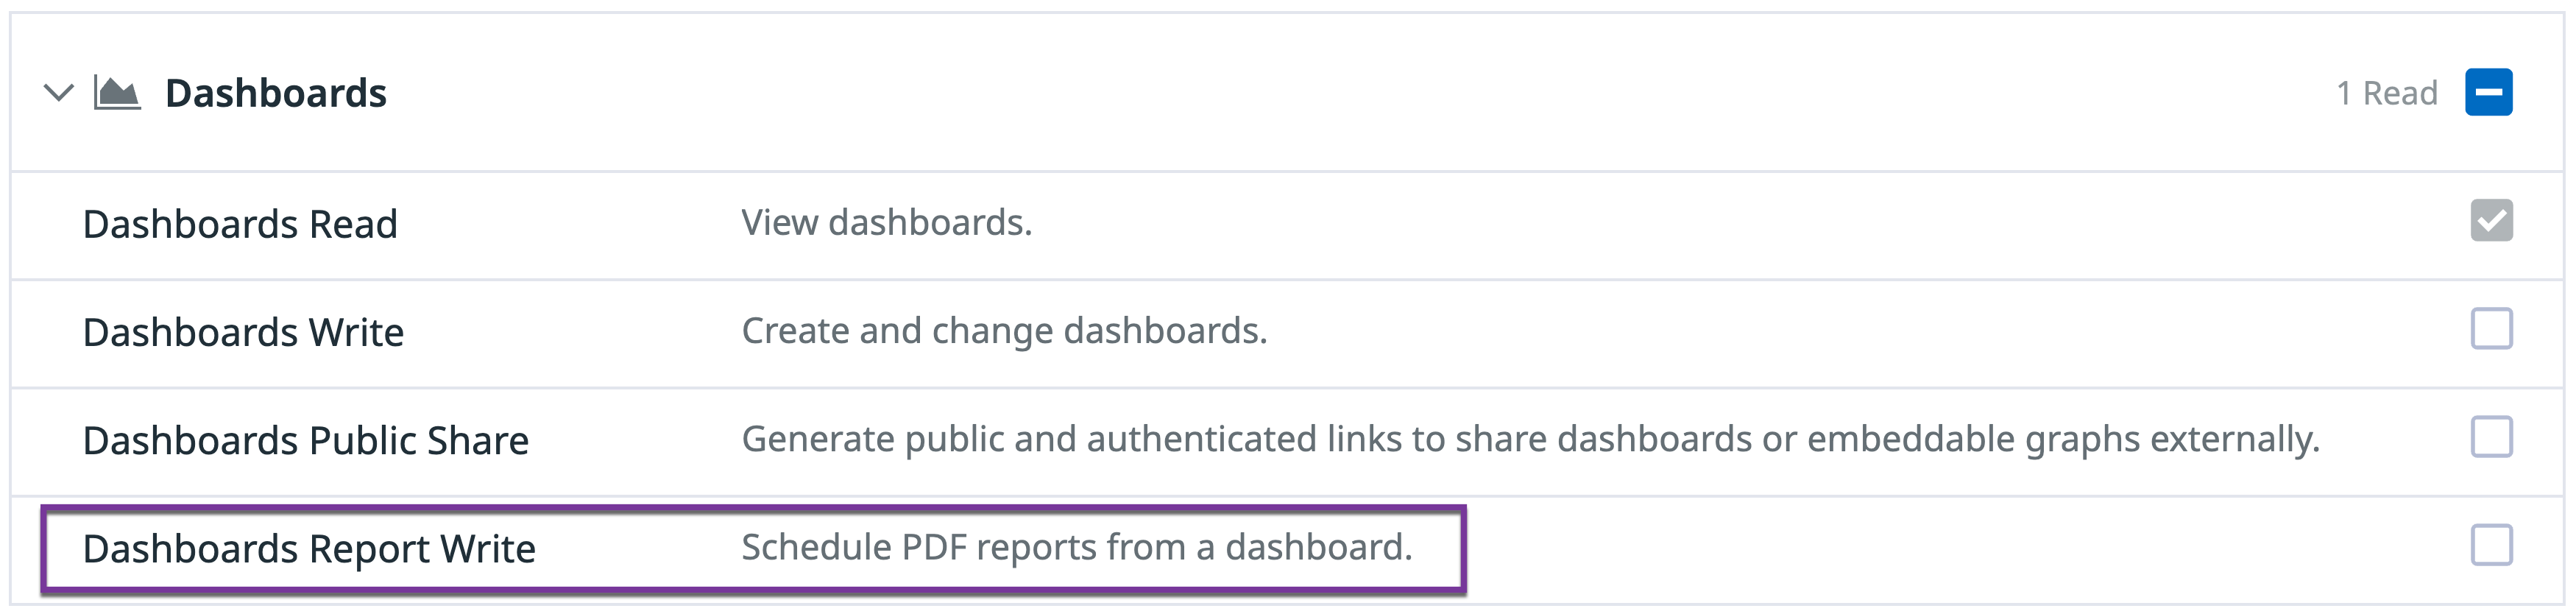 Dashboards 1 Read
Dashboards Read View dashboards.
Dashboards Write Create and change dashboards.
Dashboards Public Share Generate public and authenticated links to share dashboards or embeddable graphs externally.
Dashboards Report Write Schedule PDF reports from a dashboard.